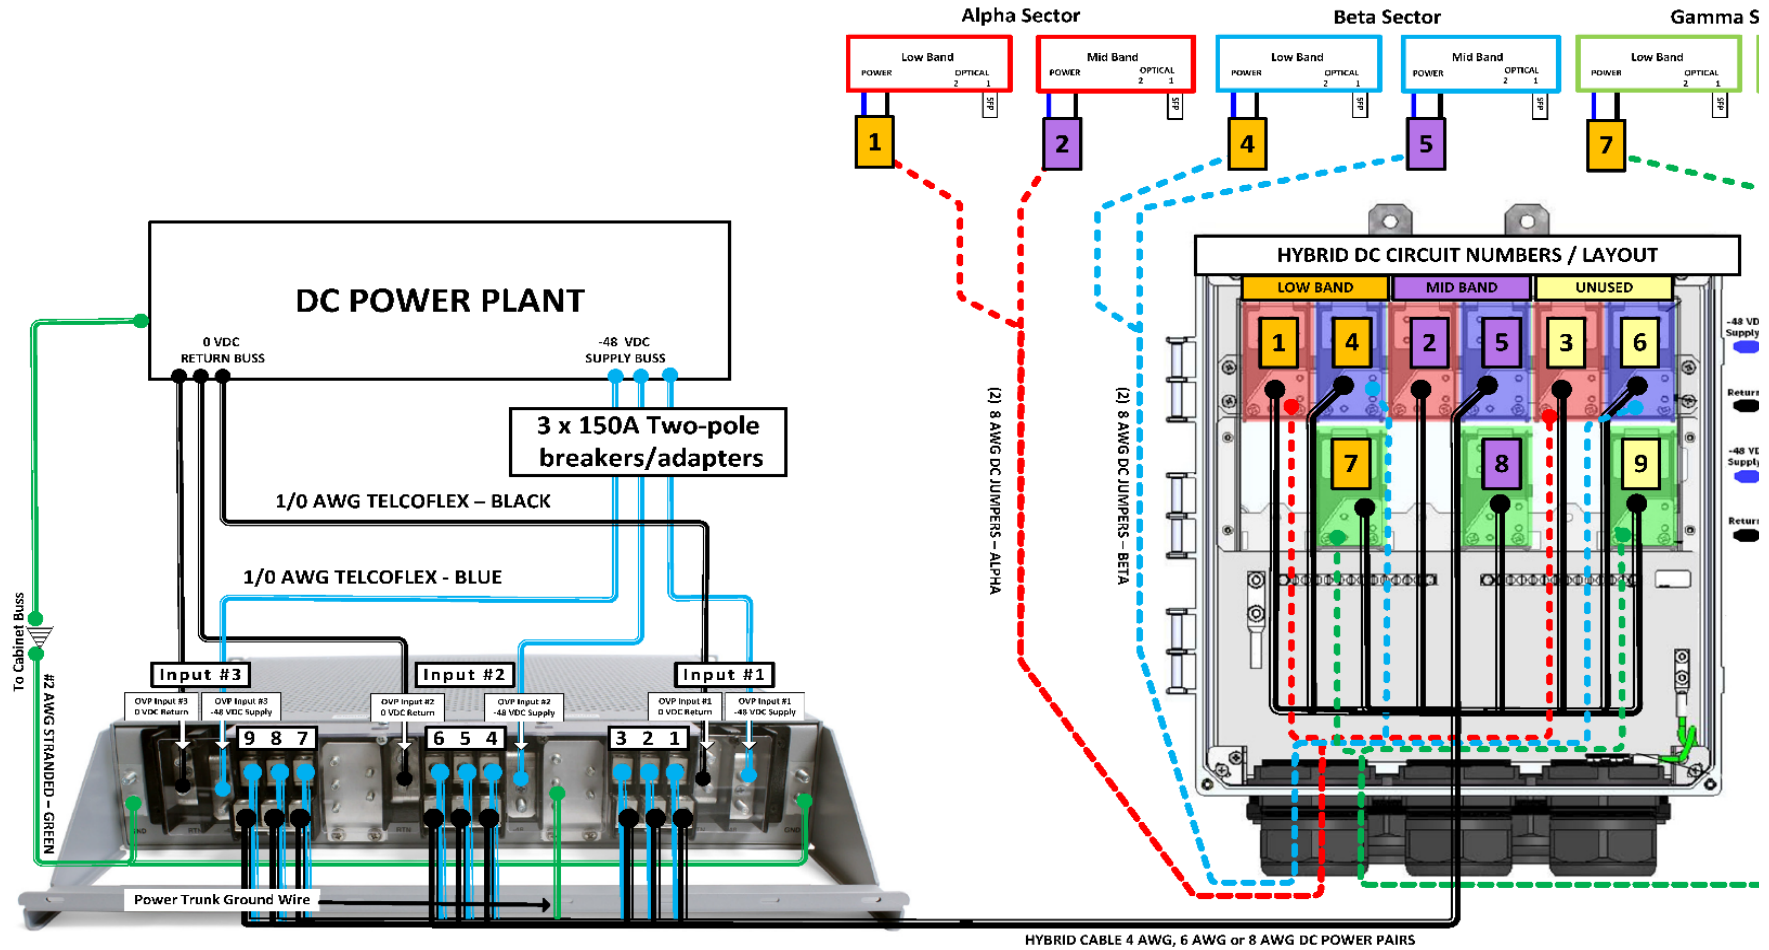 Alpha Sector
Beta Sector
Gamma S
Low Band
POWER
OPTICAL
2 1
SFP
1
Mid Band
POWER
OPTICAL
2 1
SFP
2
Low Band
POWER
OPTICAL
2 1
SFP
4
Mid Band
POWER
OPTICAL
2 1
SFP
5
Low Band
POWER
OPTICAL
2 1
SFP
7
DC POWER PLANT
0 VDC
RETURN BUSS
-48 VDC
SUPPLY BUSS
3 x 150A Two-pole
breakers/adapters
1/0 AWG TELCOFLEX – BLACK
1/0 AWG TELCOFLEX - BLUE
To Cabinet Buss
#2 AWG STRANDED – GREEN
Input #3
Input #2
Input #1
OVP Input #3
0 VDC Return
OVP Input #3
-48 VDC Supply
OVP Input #2
0 VDC Return
OVP Input #2
-48 VDC Supply
OVP Input #1
0 VDC Return
OVP Input #1
-48 VDC Supply
9 8 7
6 5 4
3 2 1
RTN
RTN
GND
Power Trunk Ground Wire
(2) 8 AWG DC JUMPERS – ALPHA
(2) 8 AWG DC JUMPERS – BETA
HYBRID DC CIRCUIT NUMBERS / LAYOUT
LOW BAND
MID BAND
UNUSED
1
4
2
5
3
6
7
8
9
-48 VD
Supply
Return
-48 VD
Supply
Return
HYBRID CABLE 4 AWG, 6 AWG or 8 AWG DC POWER PAIRS